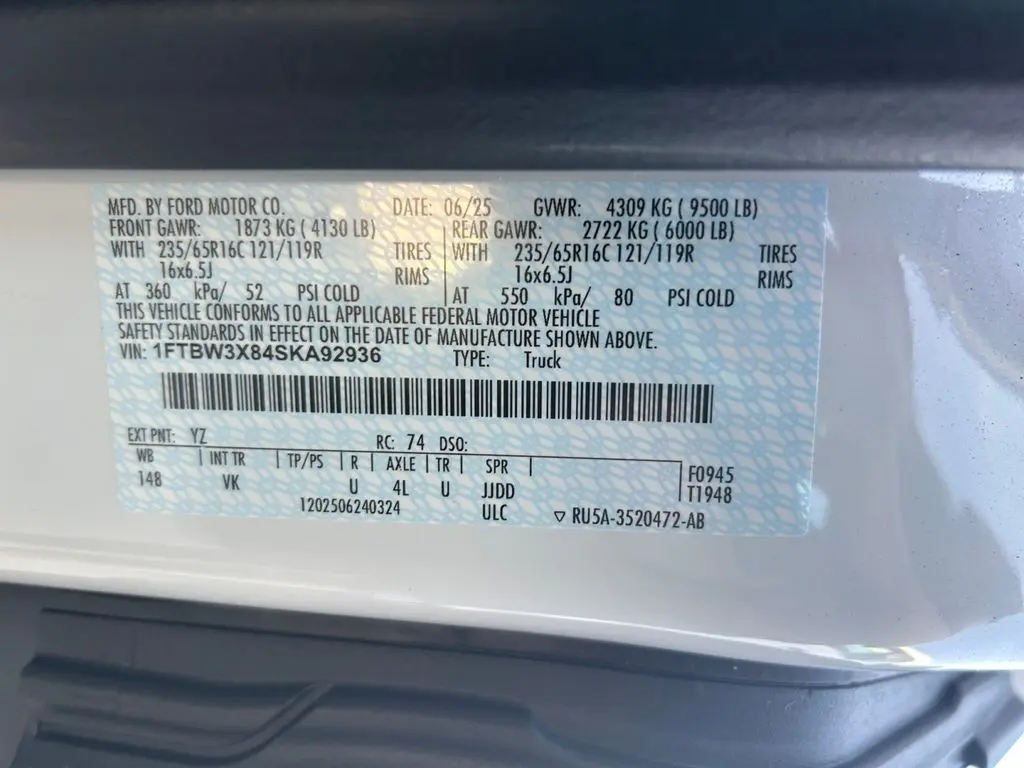 MFD. BY FORD MOTOR CO. DATE: 06/25 GVWR: 4309 KG ( 9500 LB)
FRONT GAWR: 1873 KG ( 4130 LB) REAR GAWR: 2722 KG ( 6000 LB)
WITH 235/65R16C 121/119R TIRES WITH 235/65R16C 121/119R TIRES
16x6.5J RIMS 16x6.5J RIMS
AT 360 kPa/ 52 PSI COLD AT 550 kPa/ 80 PSI COLD
THIS VEHICLE CONFORMS TO ALL APPLICABLE FEDERAL MOTOR VEHICLE
SAFETY STANDARDS IN EFFECT ON THE DATE OF MANUFACTURE SHOWN ABOVE.
VIN: 1FTBW3X84SKA92936 TYPE: Truck
EXT PNT: YZ RC: 74 DSO:
WB INT TR TP/PS R AXLE TR SPR F0945
148 VK U 4L U JJDD T1948
1202506240324 ULC ▽ RU5A-3520472-AB